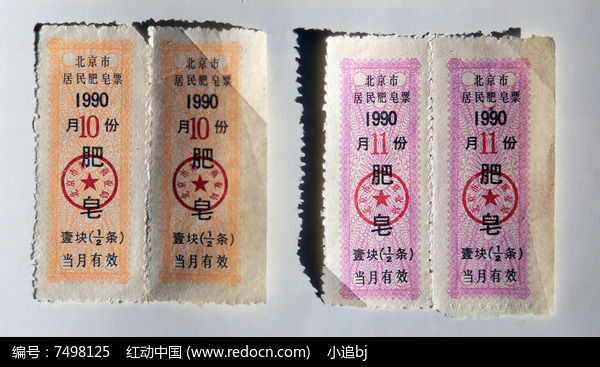 北京市
居民肥皂票
1990
月10份
肥
皂
壹块(½条)
当月有效
北京市
居民肥皂票
1990
月10份
肥
皂
壹块(½条)
当月有效
北京市
居民肥皂票
1990
月11份
肥
皂
壹块(½条)
当月有效
北京市
居民肥皂票
1990
月11份
肥
皂
壹块(½条)
当月有效
编号：7498125 红动中国 (www.redocn.com) 小追bj